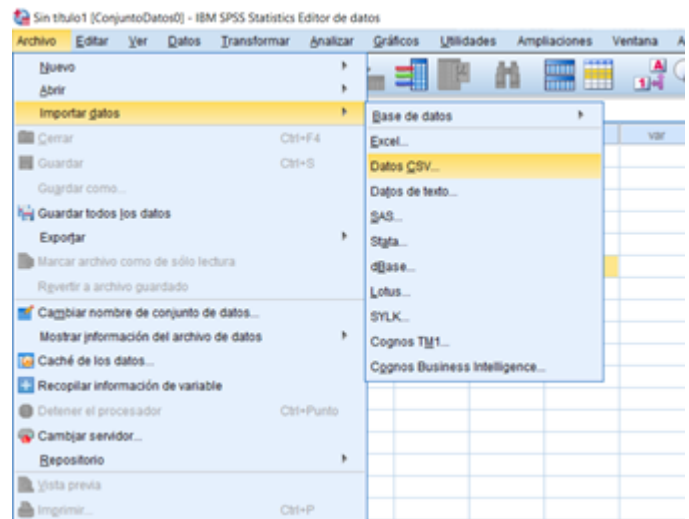 Sin título1 [ConjuntoDatos0] - IBM SPSS Statistics Editor de datos
Archivo Editar Ver Datos Transformar Analizar Gráficos Utilidades Ampliaciones Ventana A
Nuevo
Abrir
Importar datos
Cerrar Ctrl+F4
Guardar Ctrl+S
Guardar como...
Guardar todos los datos
Exportar
Marcar archivo como de sólo lectura
Revertir a archivo guardado
Cambiar nombre de conjunto de datos...
Mostrar información del archivo de datos
Caché de los datos...
Recopilar información de variable
Detener el procesador Ctrl+Punto
Cambiar servidor...
Repositorio
Vista previa
Imprimir... Ctrl+P
Base de datos
Excel...
Datos CSV...
Datos de texto...
SAS...
Stata...
dBase...
Lotus...
SYLK...
Cognos TM1...
Cognos Business Intelligence...
var
A
1
4